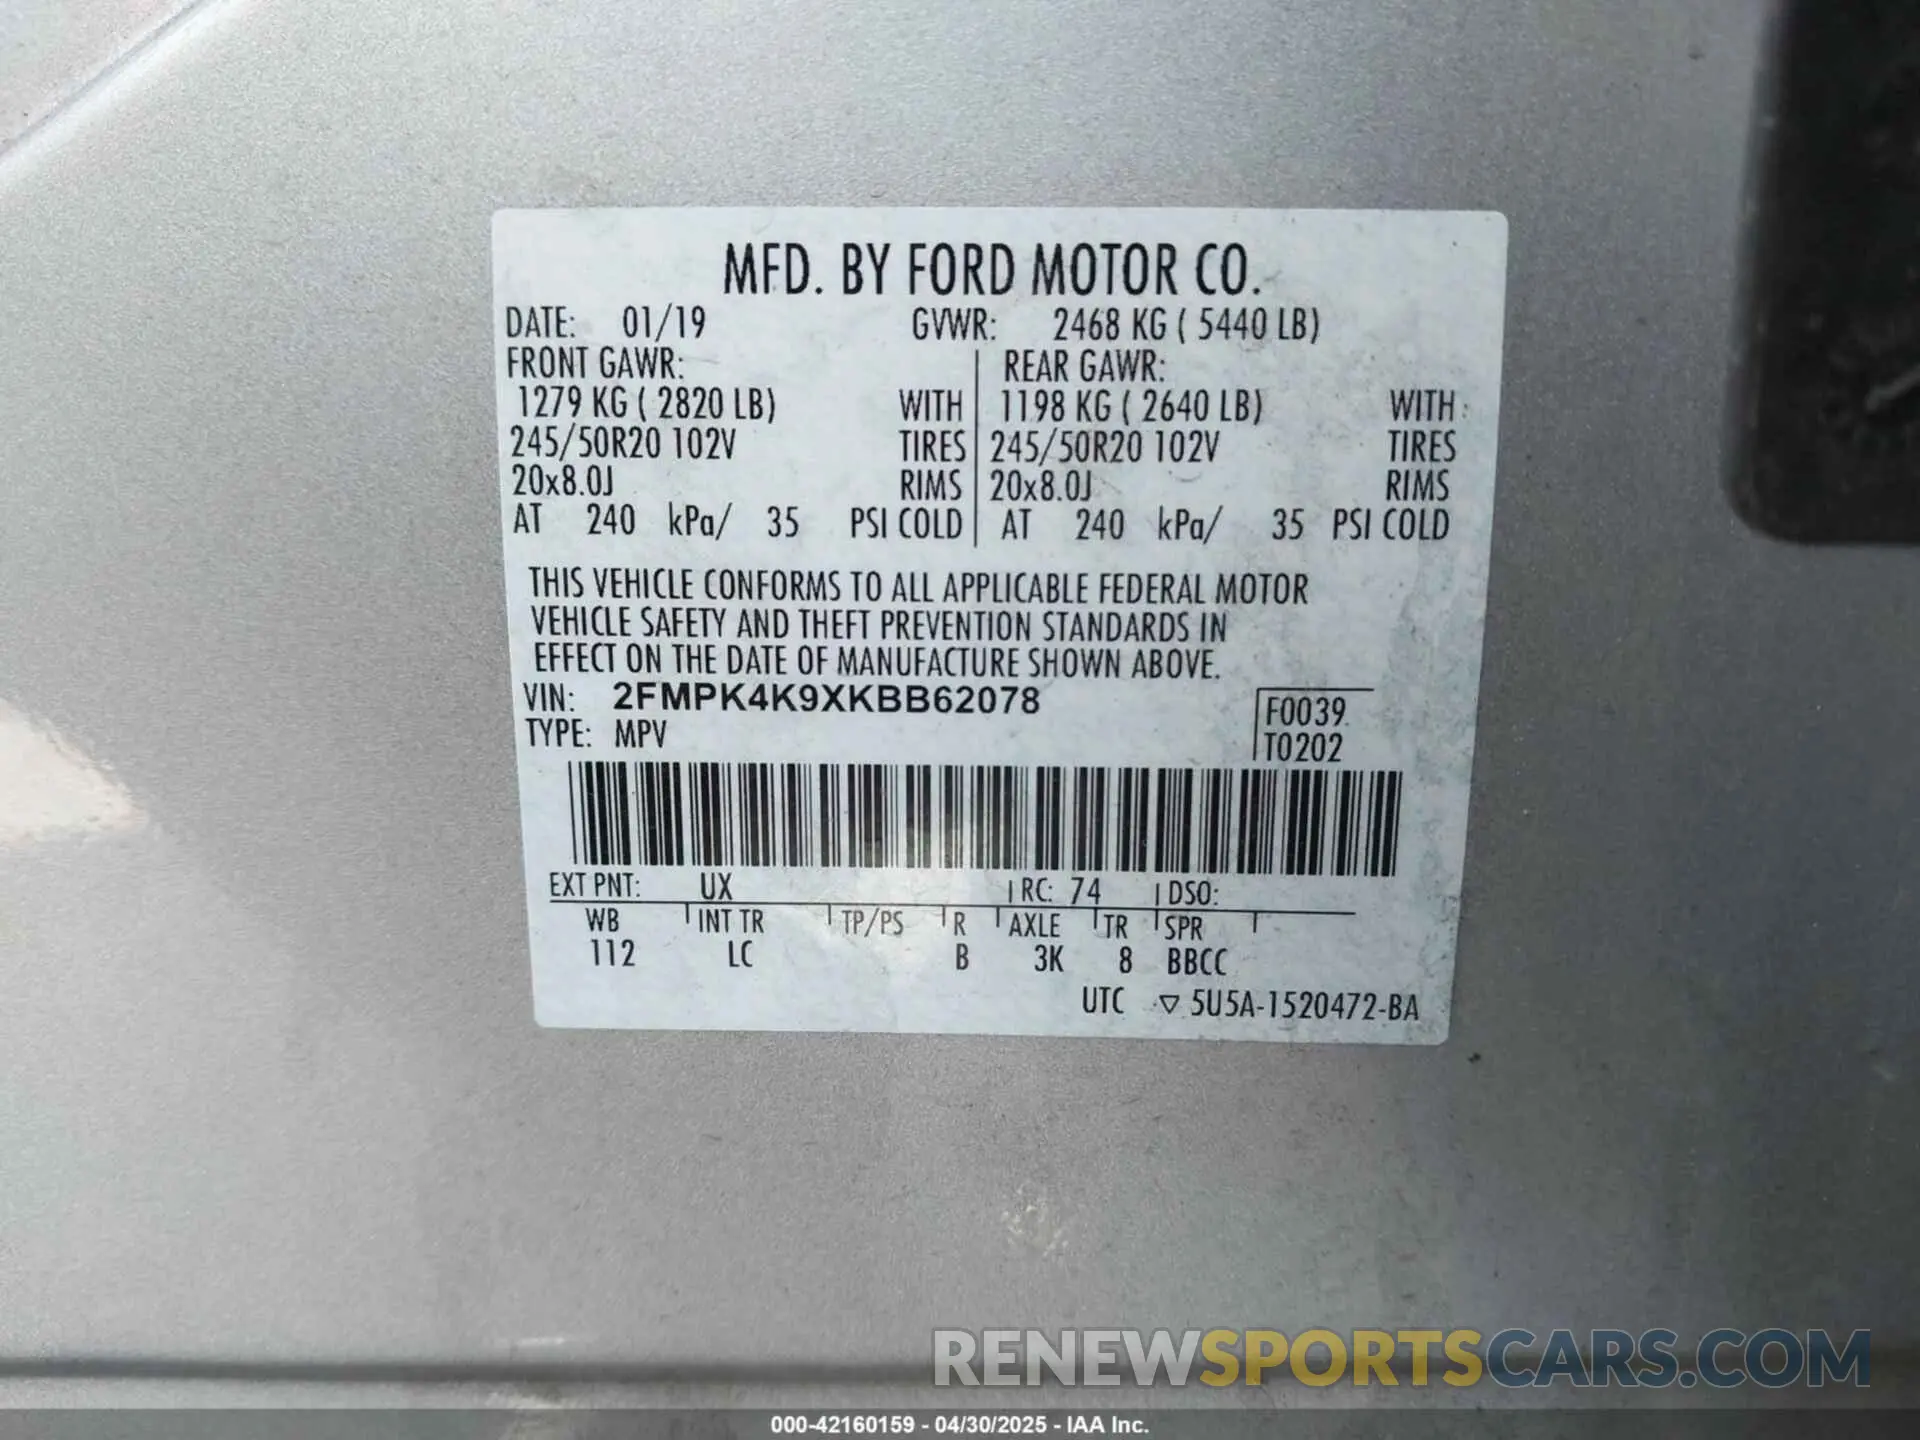 MFD. BY FORD MOTOR CO.
DATE: 01/19 GVWR: 2468 KG ( 5440 LB)
FRONT GAWR: REAR GAWR:
1279 KG ( 2820 LB) WITH 1198 KG ( 2640 LB) WITH
245/50R20 102V TIRES 245/50R20 102V TIRES
20x8.0J RIMS 20x8.0J RIMS
AT 240 kPa/ 35 PSI COLD AT 240 kPa/ 35 PSI COLD
THIS VEHICLE CONFORMS TO ALL APPLICABLE FEDERAL MOTOR
VEHICLE SAFETY AND THEFT PREVENTION STANDARDS IN
EFFECT ON THE DATE OF MANUFACTURE SHOWN ABOVE.
VIN: 2FMPK4K9XKBB62078 F0039
TYPE: MPV T0202
EXT PNT: UX RC: 74 DSO:
WB INT TR TP/PS R AXLE TR SPR
112 LC B 3K 8 BBCC
UTC ▽ 5U5A-1520472-BA
RENEWSPORTSCARS.COM
000-42160159 - 04/30/2025 - IAA Inc.